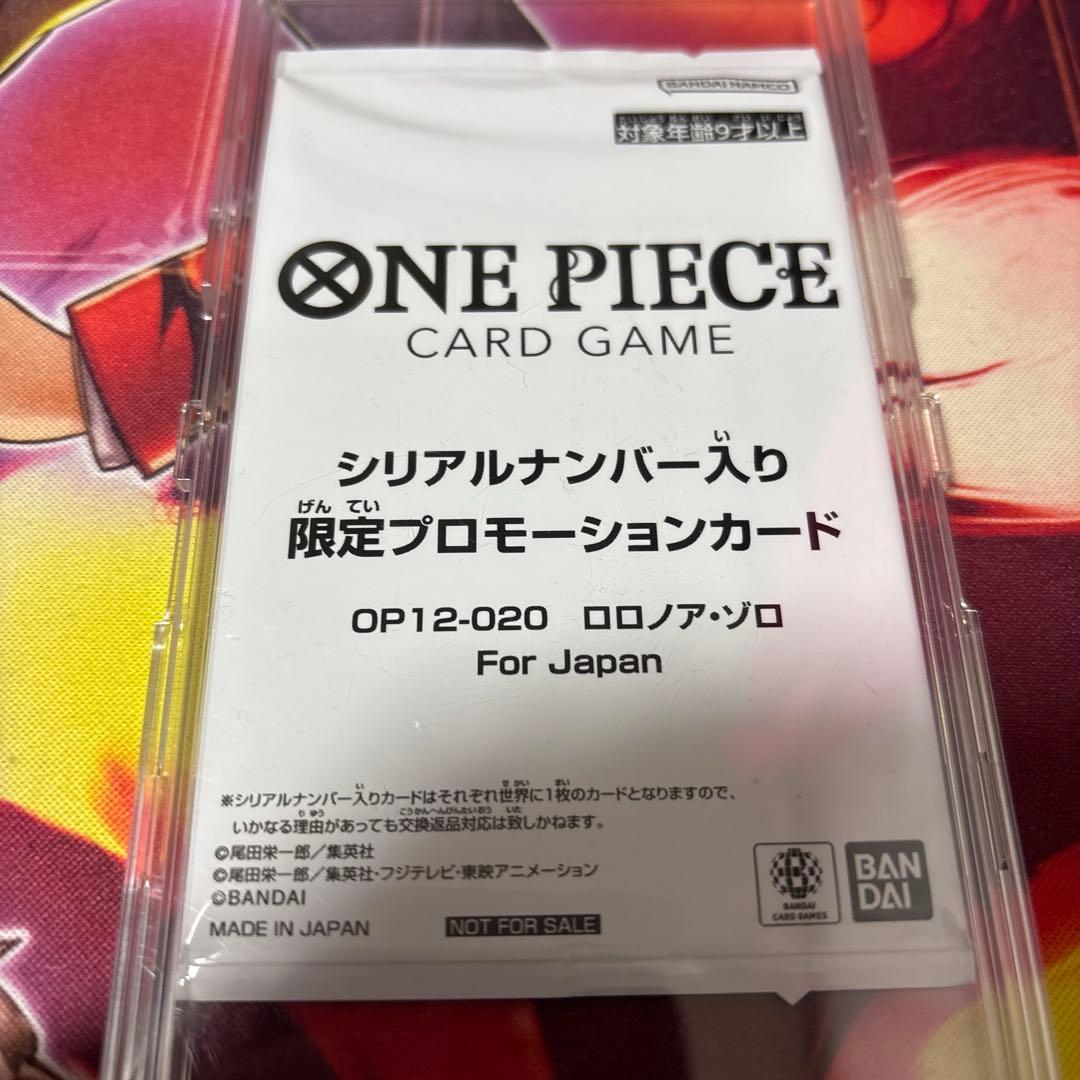 BANDAI NAMCO
対象年齢9才以上
ONE PIECE
CARD GAME
シリアルナンバー入り
限定プロモーションカード
OP12-020 ロロノア・ゾロ
For Japan
※シリアルナンバー入りカードはそれぞれ世界に1枚のカードとなりますので、
いかなる理由があっても交換返品対応は致しかねます。
©尾田栄一郎／集英社
©尾田栄一郎／集英社・フジテレビ・東映アニメーション
©BANDAI
MADE IN JAPAN NOT FOR SALE
BANDAI
CARD GAMES
BAN
DAI